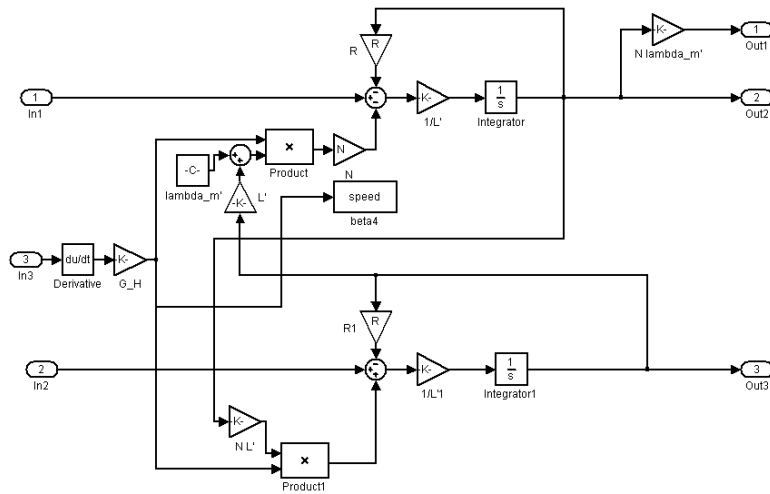 R
R
1
In1
K-
1/L'
1
s
Integrator
K-
N lambda_m'
1
Out1
2
Out2
-C-
lambda_m'
×
Product
N
N
-K-
L'
speed
beta4
3
In3
du/dt
Derivative
K-
G_H
R1
R
2
In2
K-
1/L'1
1
s
Integrator1
3
Out3
K-
N L'
×
Product1